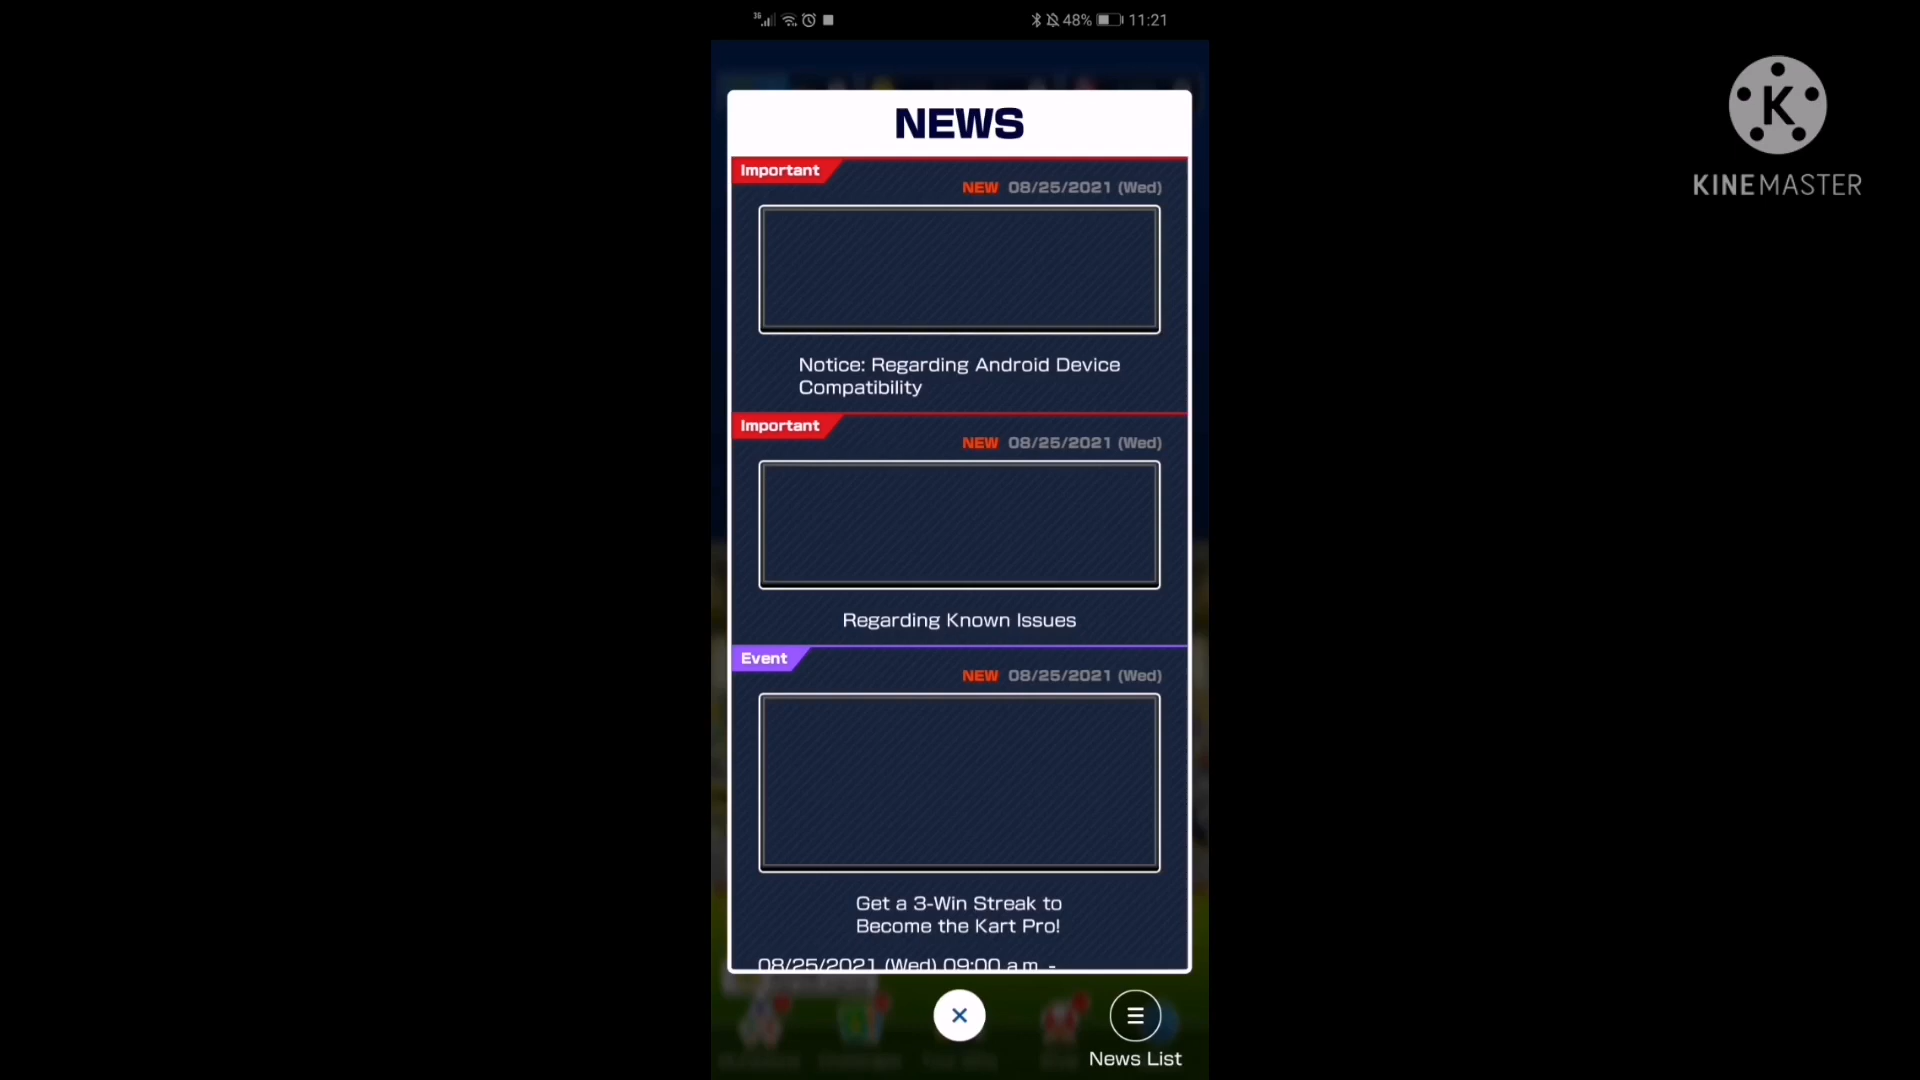 3G 48% 11:21
K
KINEMASTER
NEWS
Important
NEW 08/25/2021 (Wed)
Notice: Regarding Android Device
Compatibility
Important
NEW 08/25/2021 (Wed)
Regarding Known Issues
Event
NEW 08/25/2021 (Wed)
Get a 3-Win Streak to
Become the Kart Pro!
08/25/2021 (Wed) 09:00 a.m. -
News List